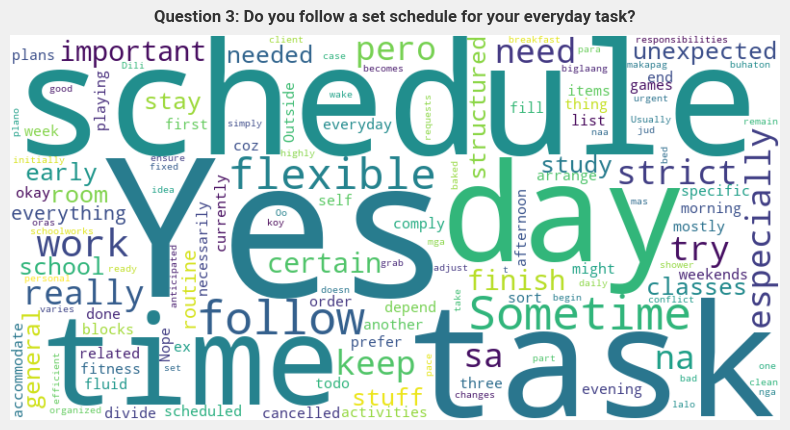 Question 3: Do you follow a set schedule for your everyday task?
plans
important
Dili
good
playing
client
case
becomes
needed
stay
pero
need
breakfast
para
biglaang
responsibilities
unexpected
makapag
buhaton
urgent
end
games
schedule
plano
week
first
coz
simply
Outside
everyday
wake
requests
structured
fill
items
thing
list
Usually
naa
jud
remain
initially
early
okay
room
ensure
fixed
idea
flexible
highly
self
baked
study
arrange
strict
bed
specific
especially
everything
oras
schoolworks
Yes
Oo
koy
comply
mga
day
afternoon
mas
morning
mostly
work
school
ready
personal
anticipated
necessarily
currently
certain
grab
adjust
doesn
t
finish
might
try
shower
weekends
classes
really
varies
routine
follow
order
depend
another
take
Sometime
sort
begin
daily
conflict
general
accommodate
done
blocks
related
fitness
fluid
efficient
organized
divide
Nope
set
ex
scheduled
time
cancelled
todo
prefer
keep
stuff
activities
pace
sa
three
changes
task
part
evening
na
bad
lalo
one
clean
nga